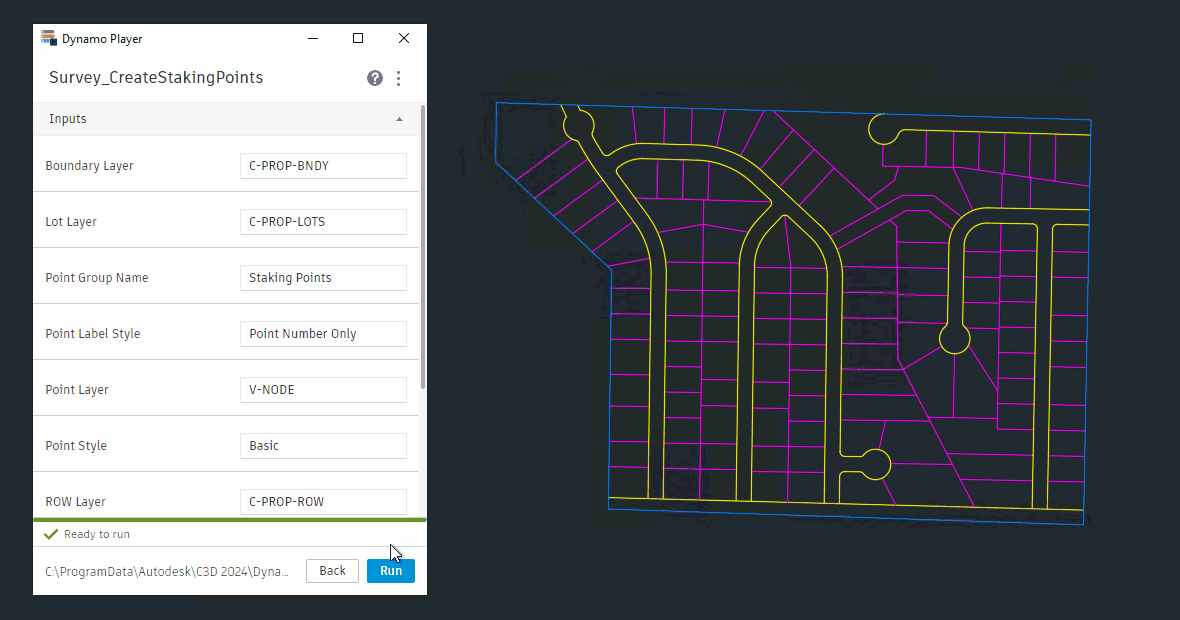 Dynamo Player
Survey_CreateStakingPoints
Inputs
Boundary Layer C-PROP-BNDY
Lot Layer C-PROP-LOTS
Point Group Name Staking Points
Point Label Style Point Number Only
Point Layer V-NODE
Point Style Basic
ROW Layer C-PROP-ROW
Ready to run
C:\ProgramData\Autodesk\C3D 2024\Dyna... Back Run